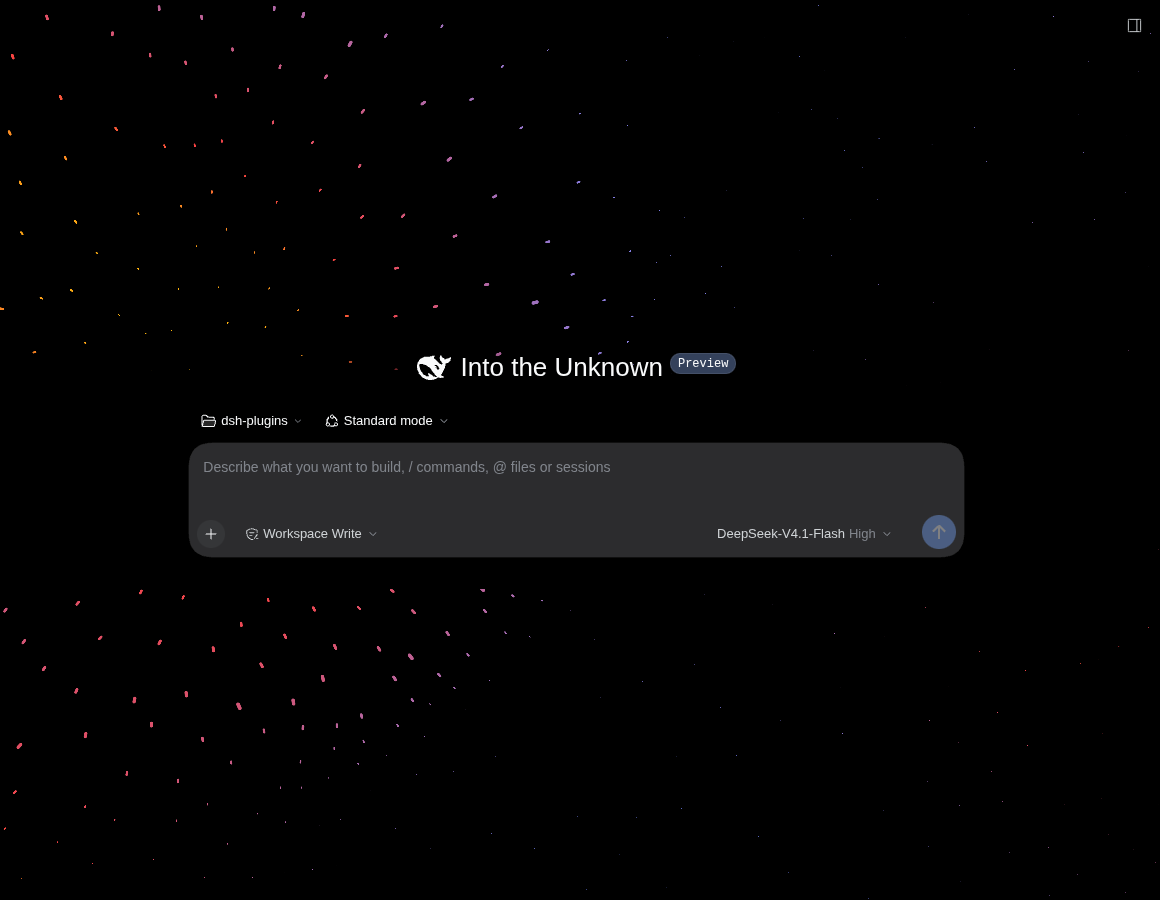 Into the Unknown Preview
dsh-plugins Standard mode
Describe what you want to build, / commands, @ files or sessions
Workspace Write DeepSeek-V4.1-Flash High